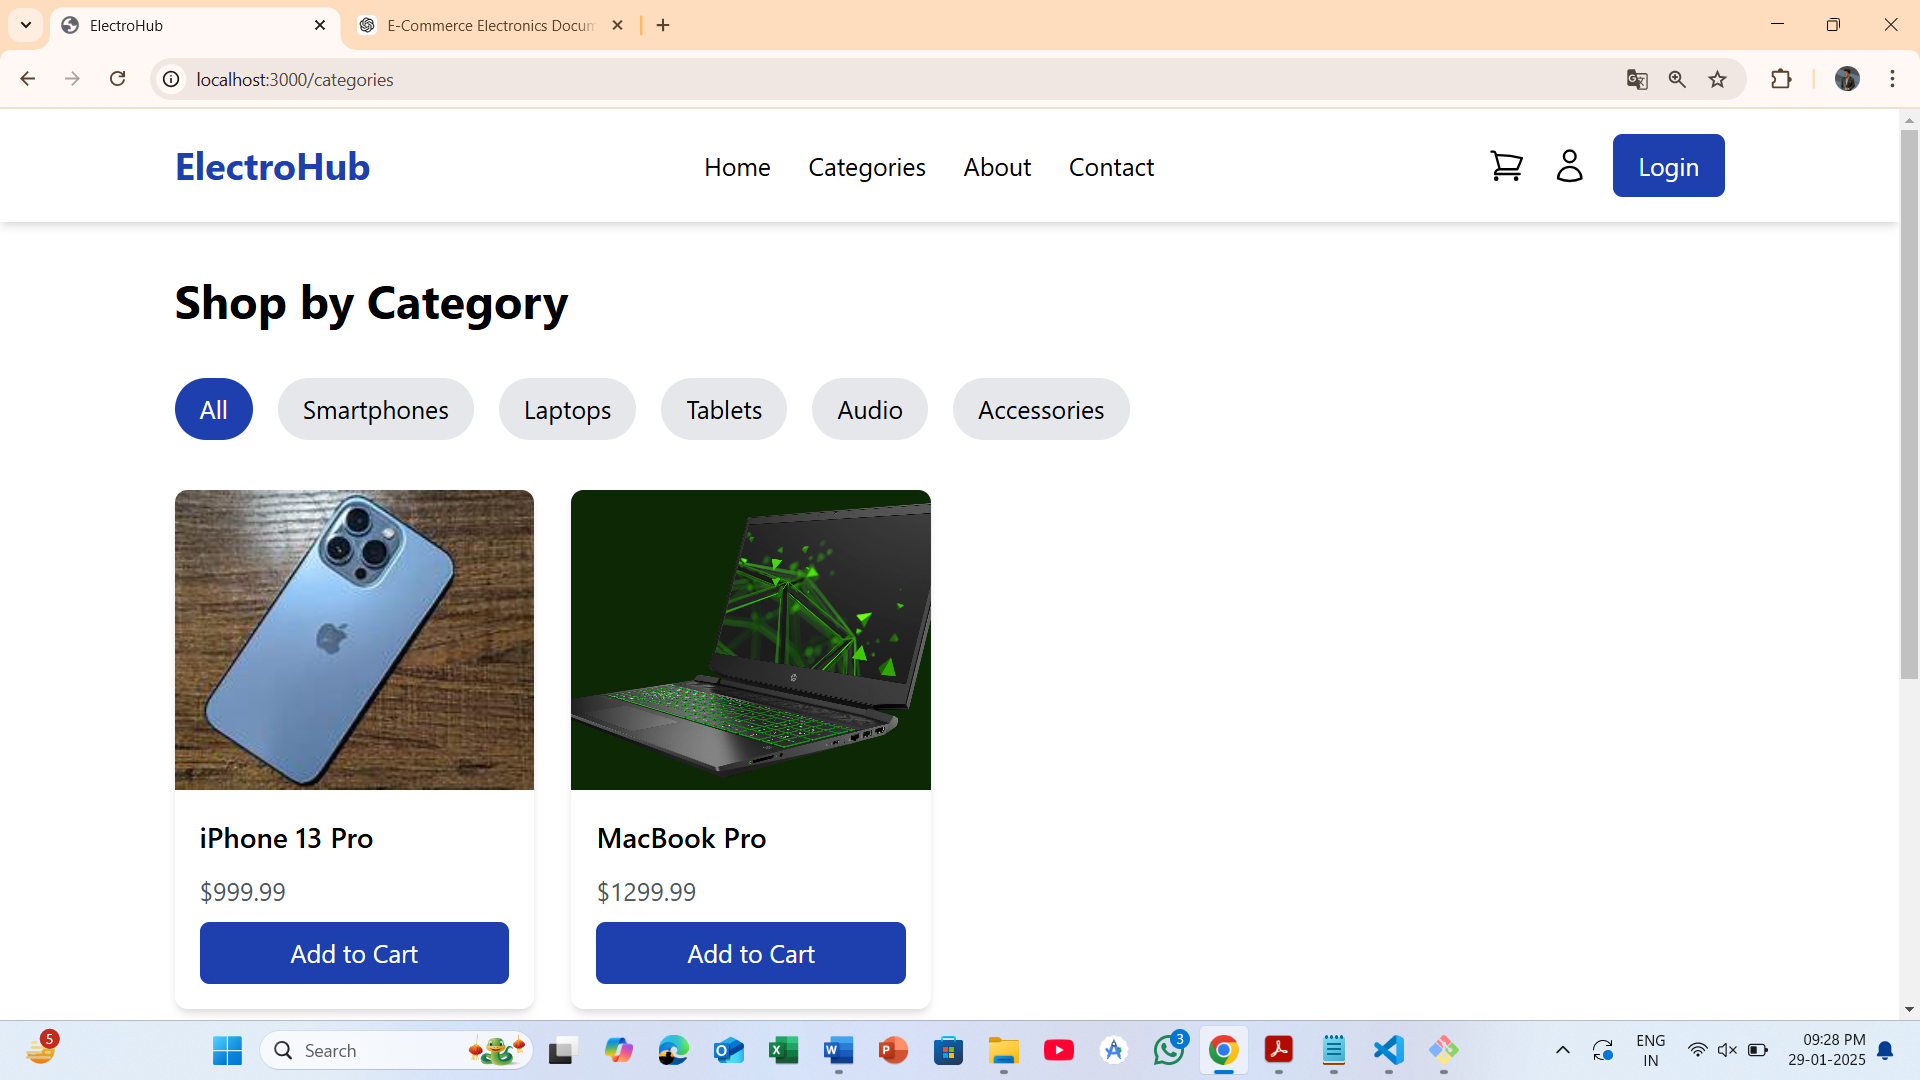 ElectroHub
E-Commerce Electronics Docum
localhost:3000/categories
ElectroHub
Home
Categories
About
Contact
Login
Shop by Category
All
Smartphones
Laptops
Tablets
Audio
Accessories
iPhone 13 Pro
$999.99
Add to Cart
MacBook Pro
$1299.99
Add to Cart
5
Search
3
ENG
IN
09:28 PM
29-01-2025